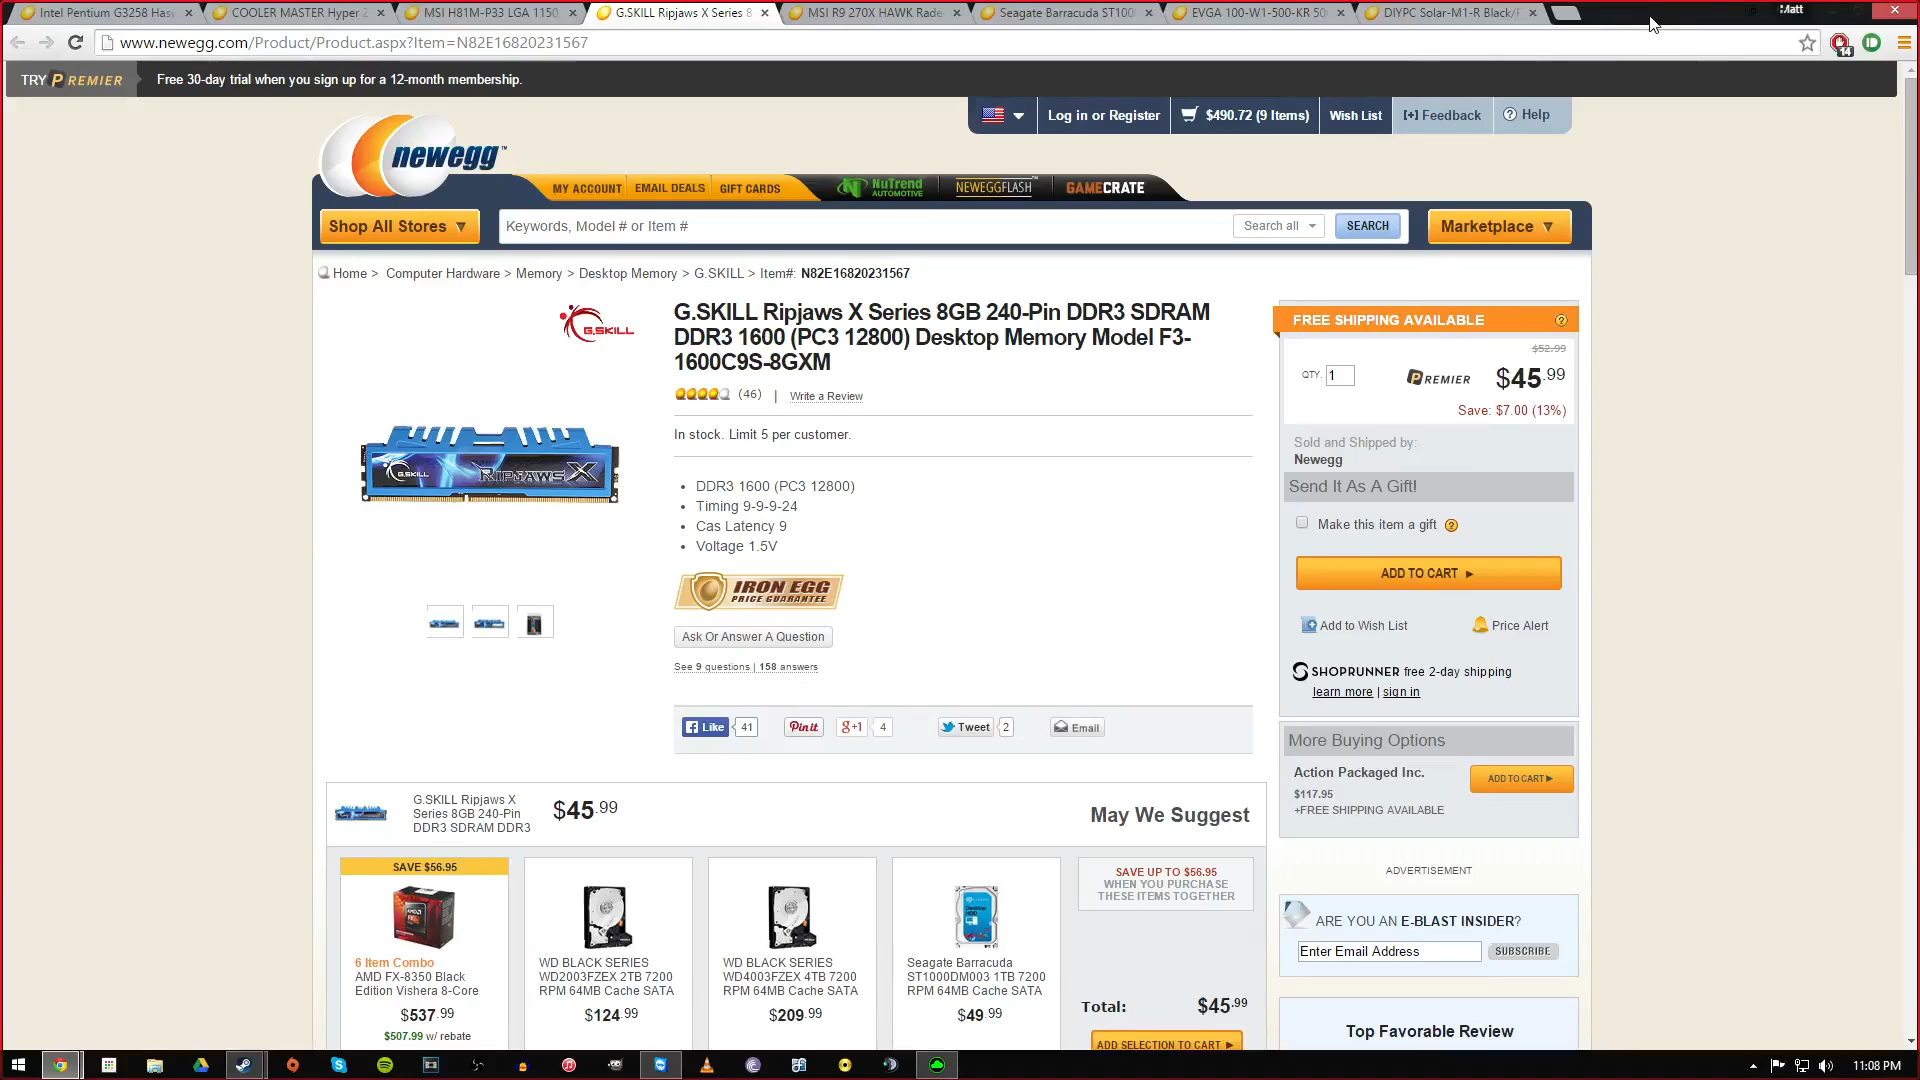 Intel Pentium G3258 Hasw
COOLER MASTER Hyper 2
MSI H81M-P33 LGA 1150
G.SKILL Ripjaws X Series 8
MSI R9 270X HAWK Rade
Seagate Barracuda ST100
EVGA 100-W1-500-KR 50
DIYPC Solar-M1-R Black/R
Matt
www.newegg.com/Product/Product.aspx?Item=N82E16820231567
14
TRY PREMIER
Free 30-day trial when you sign up for a 12-month membership.
Log in or Register
$490.72 (9 Items)
Wish List
[+] Feedback
Help
newegg™
MY ACCOUNT
EMAIL DEALS
GIFT CARDS
NUTREND AUTOMOTIVE
NEWEGGFLASH™
GAMECRATE
Shop All Stores ▼
Keywords, Model # or Item #
Search all
SEARCH
Marketplace ▼
Home > Computer Hardware > Memory > Desktop Memory > G.SKILL > Item#: N82E16820231567
G.SKILL
G.SKILL Ripjaws X Series 8GB 240-Pin DDR3 SDRAM
DDR3 1600 (PC3 12800) Desktop Memory Model F3-
1600C9S-8GXM
(46) | Write a Review
In stock. Limit 5 per customer.
G.SKILL RIPJAWS X
DDR3 1600 (PC3 12800)
Timing 9-9-9-24
Cas Latency 9
Voltage 1.5V
IRON EGG
PRICE GUARANTEE
Ask Or Answer A Question
See 9 questions | 158 answers
Like 41
Pin it
g+1 4
Tweet 2
Email
FREE SHIPPING AVAILABLE
$52.99
QTY. 1
PREMIER
$45.99
Save: $7.00 (13%)
Sold and Shipped by:
Newegg
Send It As A Gift!
Make this item a gift
ADD TO CART ►
Add to Wish List
Price Alert
SHOPRUNNER free 2-day shipping
learn more | sign in
More Buying Options
Action Packaged Inc.
ADD TO CART ►
$117.95
+FREE SHIPPING AVAILABLE
G.SKILL Ripjaws X
Series 8GB 240-Pin
DDR3 SDRAM DDR3
$45.99
May We Suggest
SAVE $56.95
6 Item Combo
AMD FX-8350 Black
Edition Vishera 8-Core
$537.99
$507.99 w/ rebate
WD BLACK SERIES
WD2003FZEX 2TB 7200
RPM 64MB Cache SATA
$124.99
WD BLACK SERIES
WD4003FZEX 4TB 7200
RPM 64MB Cache SATA
$209.99
Seagate Barracuda
ST1000DM003 1TB 7200
RPM 64MB Cache SATA
$49.99
SAVE UP TO $56.95
WHEN YOU PURCHASE
THESE ITEMS TOGETHER
Total: $45.99
ADD SELECTION TO CART ►
ADVERTISEMENT
ARE YOU AN E-BLAST INSIDER?
Enter Email Address
SUBSCRIBE
Top Favorable Review
11:08 PM